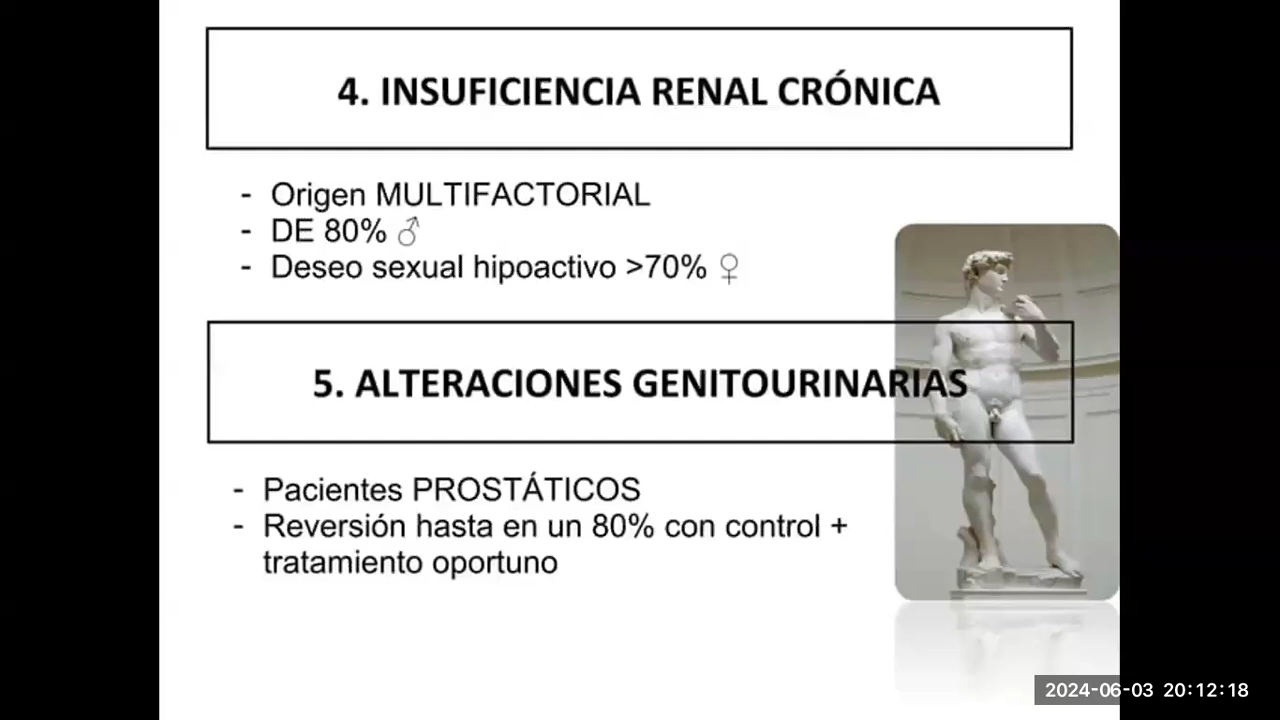 4. INSUFICIENCIA RENAL CRÓNICA
- Origen MULTIFACTORIAL
- DE 80% ♂
- Deseo sexual hipoactivo >70% ♀
5. ALTERACIONES GENITOURINARIAS
- Pacientes PROSTÁTICOS
- Reversión hasta en un 80% con control +
tratamiento oportuno
2024-06-03 20:12:18